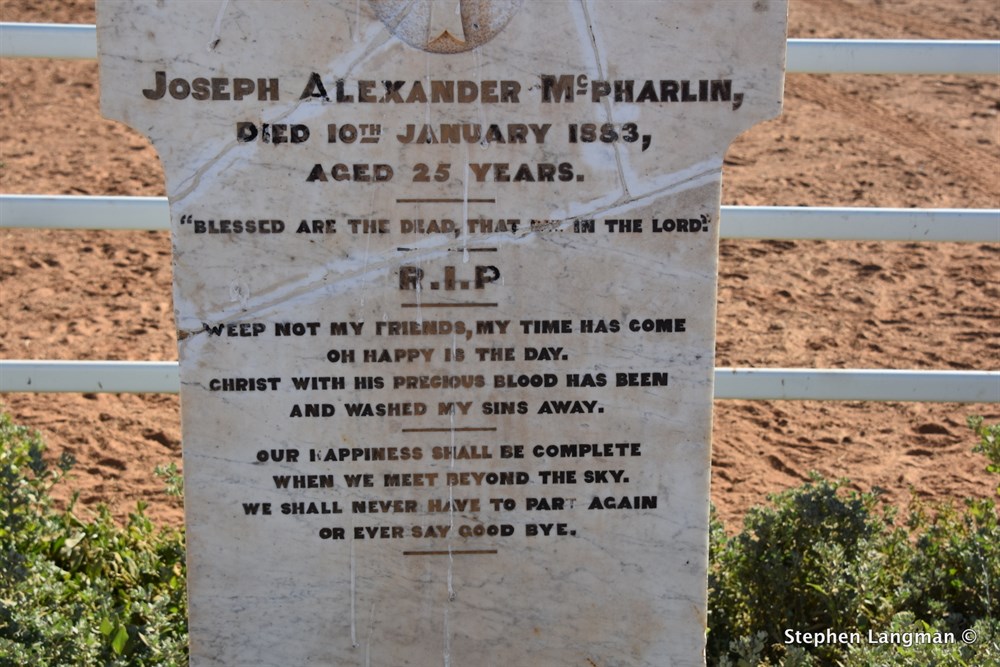 Joseph Alexander McPharlin,
Died 10th January 1883,
aged 25 years.
"Blessed are the dead, that in the Lord".
R.I.P
Weep not my friends, my time has come
Oh happy is the day.
Christ with his precious blood has been
and washed my sins away.
Our happiness shall be complete
when we meet beyond the sky.
We shall never have to part again
or ever say good bye.
Stephen Langman ©